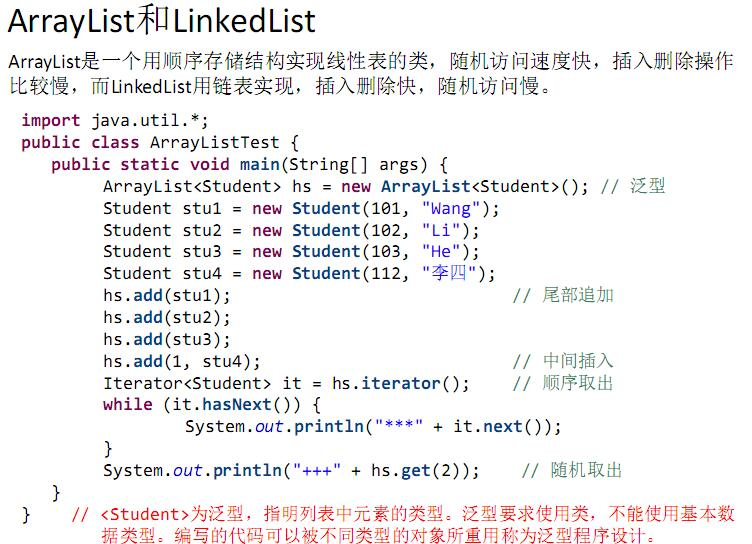 ArrayList和LinkedList
ArrayList是一个用顺序存储结构实现线性表的类，随机访问速度快，插入删除操作
比较慢，而LinkedList用链表实现，插入删除快，随机访问慢。
import java.util.*;
public class ArrayListTest {
public static void main(String[] args) {
ArrayList<Student> hs = new ArrayList<Student>(); // 泛型
Student stu1 = new Student(101, "Wang");
Student stu2 = new Student(102, "Li");
Student stu3 = new Student(103, "He");
Student stu4 = new Student(112, "李四");
hs.add(stu1); // 尾部追加
hs.add(stu2);
hs.add(stu3);
hs.add(1, stu4); // 中间插入
Iterator<Student> it = hs.iterator(); // 顺序取出
while (it.hasNext()) {
System.out.println("***" + it.next());
}
System.out.println("+++" + hs.get(2)); // 随机取出
}
} // <Student>为泛型，指明列表中元素的类型。泛型要求使用类，不能使用基本数
据类型。编写的代码可以被不同类型的对象所重用称为泛型程序设计。